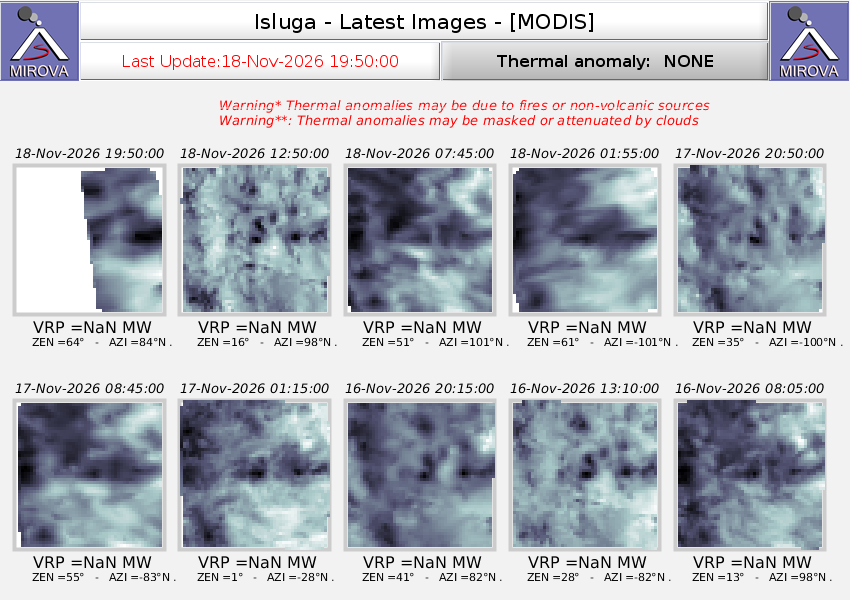 MIROVA
Isluga - Latest Images - [MODIS]
MIROVA
Last Update:18-Nov-2026 19:50:00
Thermal anomaly: NONE
Warning* Thermal anomalies may be due to fires or non-volcanic sources
Warning**: Thermal anomalies may be masked or attenuated by clouds
18-Nov-2026 19:50:00
18-Nov-2026 12:50:00
18-Nov-2026 07:45:00
18-Nov-2026 01:55:00
17-Nov-2026 20:50:00
VRP =NaN MW
VRP =NaN MW
VRP =NaN MW
VRP =NaN MW
VRP =NaN MW
ZEN =64° - AZI =84°N .
ZEN =16° - AZI =98°N .
ZEN =51° - AZI =101°N .
ZEN =61° - AZI =-101°N .
ZEN =35° - AZI =-100°N .
17-Nov-2026 08:45:00
17-Nov-2026 01:15:00
16-Nov-2026 20:15:00
16-Nov-2026 13:10:00
16-Nov-2026 08:05:00
VRP =NaN MW
VRP =NaN MW
VRP =NaN MW
VRP =NaN MW
VRP =NaN MW
ZEN =55° - AZI =-83°N .
ZEN =1° - AZI =-28°N .
ZEN =41° - AZI =82°N .
ZEN =28° - AZI =-82°N .
ZEN =13° - AZI =98°N .